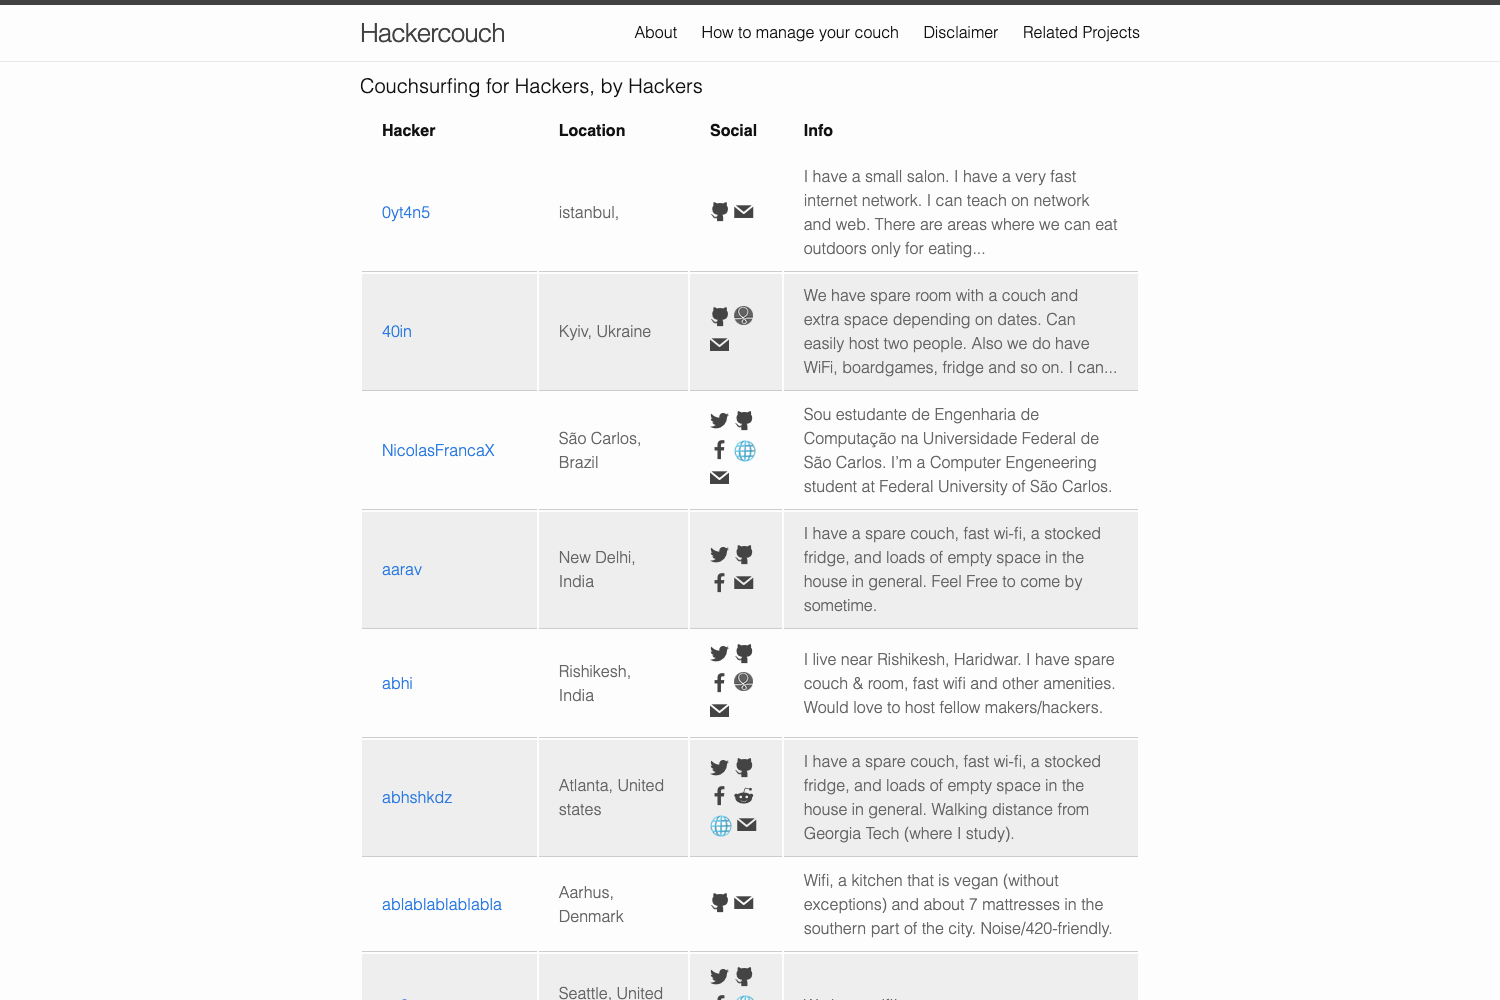 Hackercouch
About
How to manage your couch
Disclaimer
Related Projects
Couchsurfing for Hackers, by Hackers
Hacker
Location
Social
Info
0yt4n5
istanbul,
I have a small salon. I have a very fast
internet network. I can teach on network
and web. There are areas where we can eat
outdoors only for eating...
40in
Kyiv, Ukraine
We have spare room with a couch and
extra space depending on dates. Can
easily host two people. Also we do have
WiFi, boardgames, fridge and so on. I can...
NicolasFrancaX
São Carlos,
Brazil
Sou estudante de Engenharia de
Computação na Universidade Federal de
São Carlos. I'm a Computer Engeneering
student at Federal University of São Carlos.
aarav
New Delhi,
India
I have a spare couch, fast wi-fi, a stocked
fridge, and loads of empty space in the
house in general. Feel Free to come by
sometime.
abhi
Rishikesh,
India
I live near Rishikesh, Haridwar. I have spare
couch & room, fast wifi and other amenities.
Would love to host fellow makers/hackers.
abhshkdz
Atlanta, United
states
I have a spare couch, fast wi-fi, a stocked
fridge, and loads of empty space in the
house in general. Walking distance from
Georgia Tech (where I study).
ablablablablabla
Aarhus,
Denmark
Wifi, a kitchen that is vegan (without
exceptions) and about 7 mattresses in the
southern part of the city. Noise/420-friendly.
Seattle, United